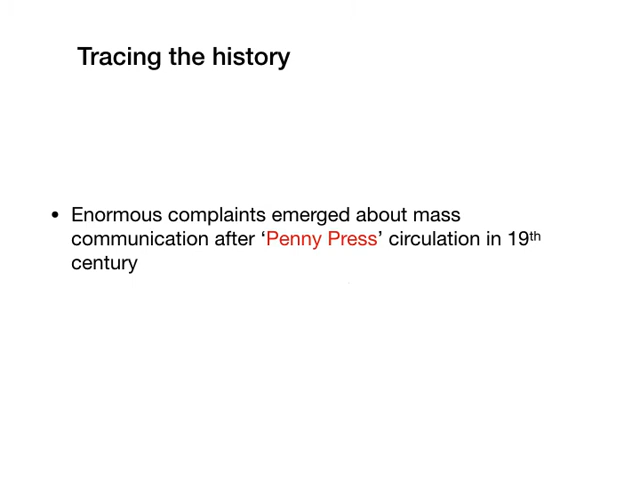 Tracing the history
• Enormous complaints emerged about mass
communication after ‘Penny Press’ circulation in 19th
century